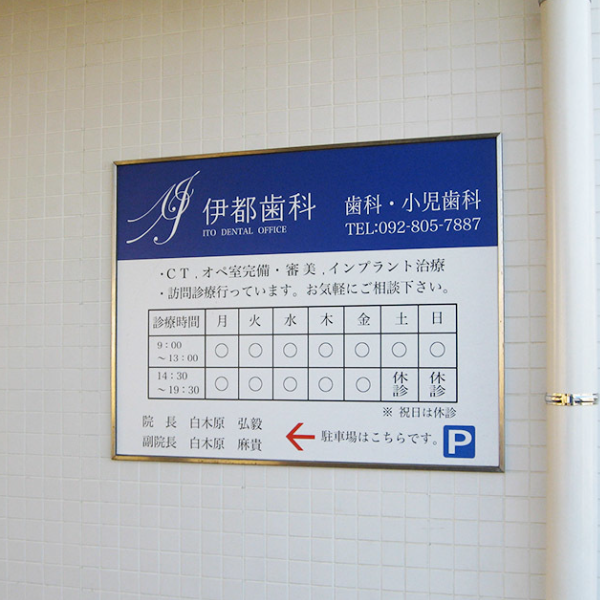 伊都歯科
ITO DENTAL OFFICE
歯科・小児歯科
TEL:092-805-7887
・CT,オペ室完備・審美,インプラント治療
・訪問診療行っています。お気軽にご相談下さい。
診療時間 月 火 水 木 金 土 日
9:00～13:00 ○ ○ ○ ○ ○ ○ ○
14:30～19:30 ○ ○ ○ ○ ○ 休診 休診
※ 祝日は休診
院長 白木原 弘毅
副院長 白木原 麻貴
← 駐車場はこちらです。 P